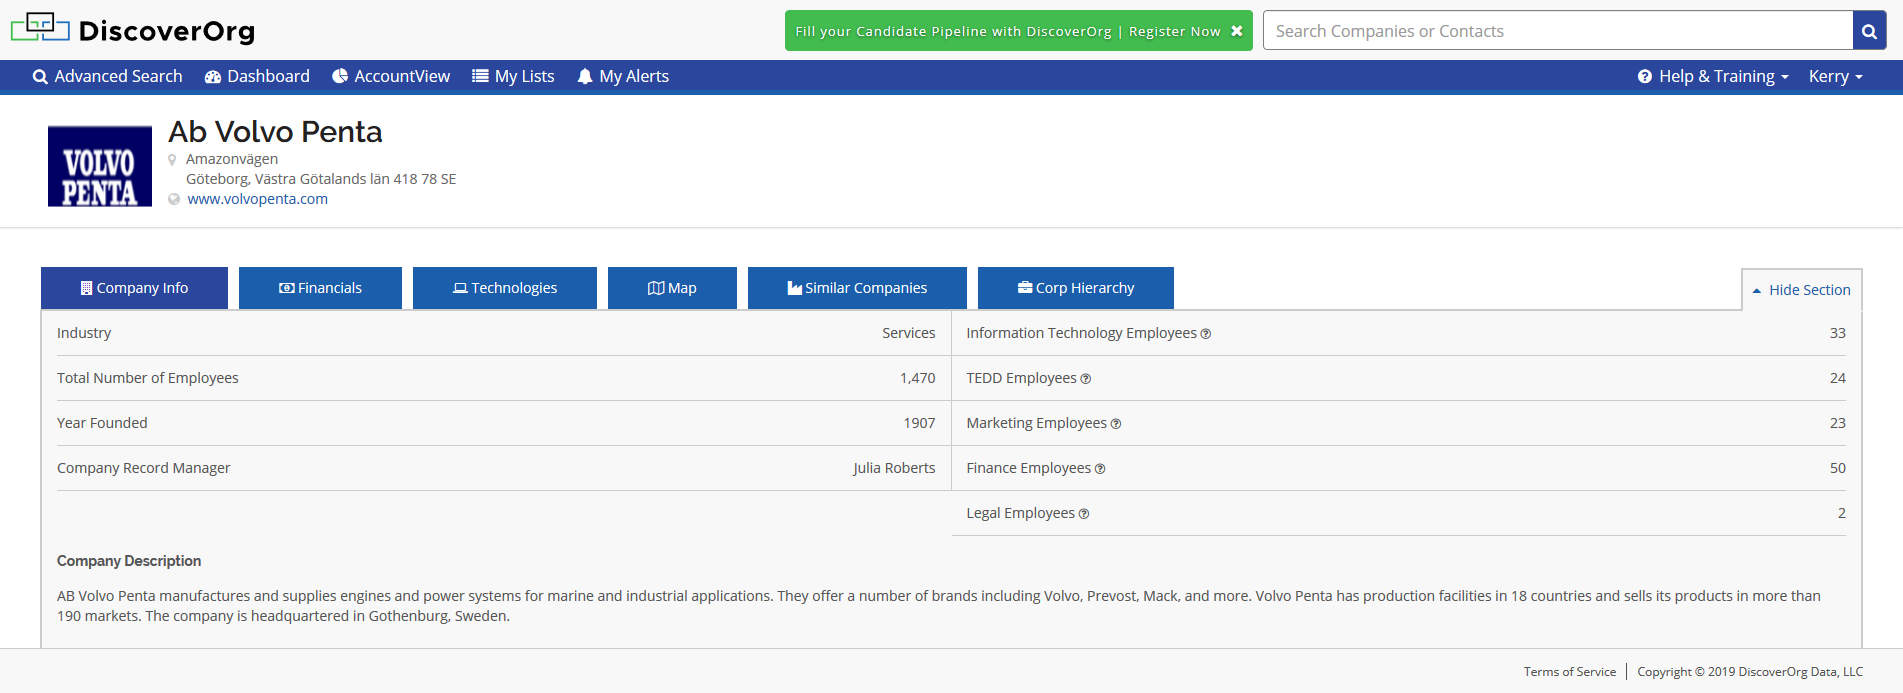 DiscoverOrg
Fill your Candidate Pipeline with DiscoverOrg | Register Now
Search Companies or Contacts
Advanced Search Dashboard AccountView My Lists My Alerts Help & Training Kerry
VOLVO
PENTA
Ab Volvo Penta
Amazonvägen
Göteborg, Västra Götalands län 418 78 SE
www.volvopenta.com
Company Info Financials Technologies Map Similar Companies Corp Hierarchy Hide Section
Industry Services
Total Number of Employees 1,470
Year Founded 1907
Company Record Manager Julia Roberts
Information Technology Employees 33
TEDD Employees 24
Marketing Employees 23
Finance Employees 50
Legal Employees 2
Company Description
AB Volvo Penta manufactures and supplies engines and power systems for marine and industrial applications. They offer a number of brands including Volvo, Prevost, Mack, and more. Volvo Penta has production facilities in 18 countries and sells its products in more than
190 markets. The company is headquartered in Gothenburg, Sweden.
Terms of Service Copyright © 2019 DiscoverOrg Data, LLC